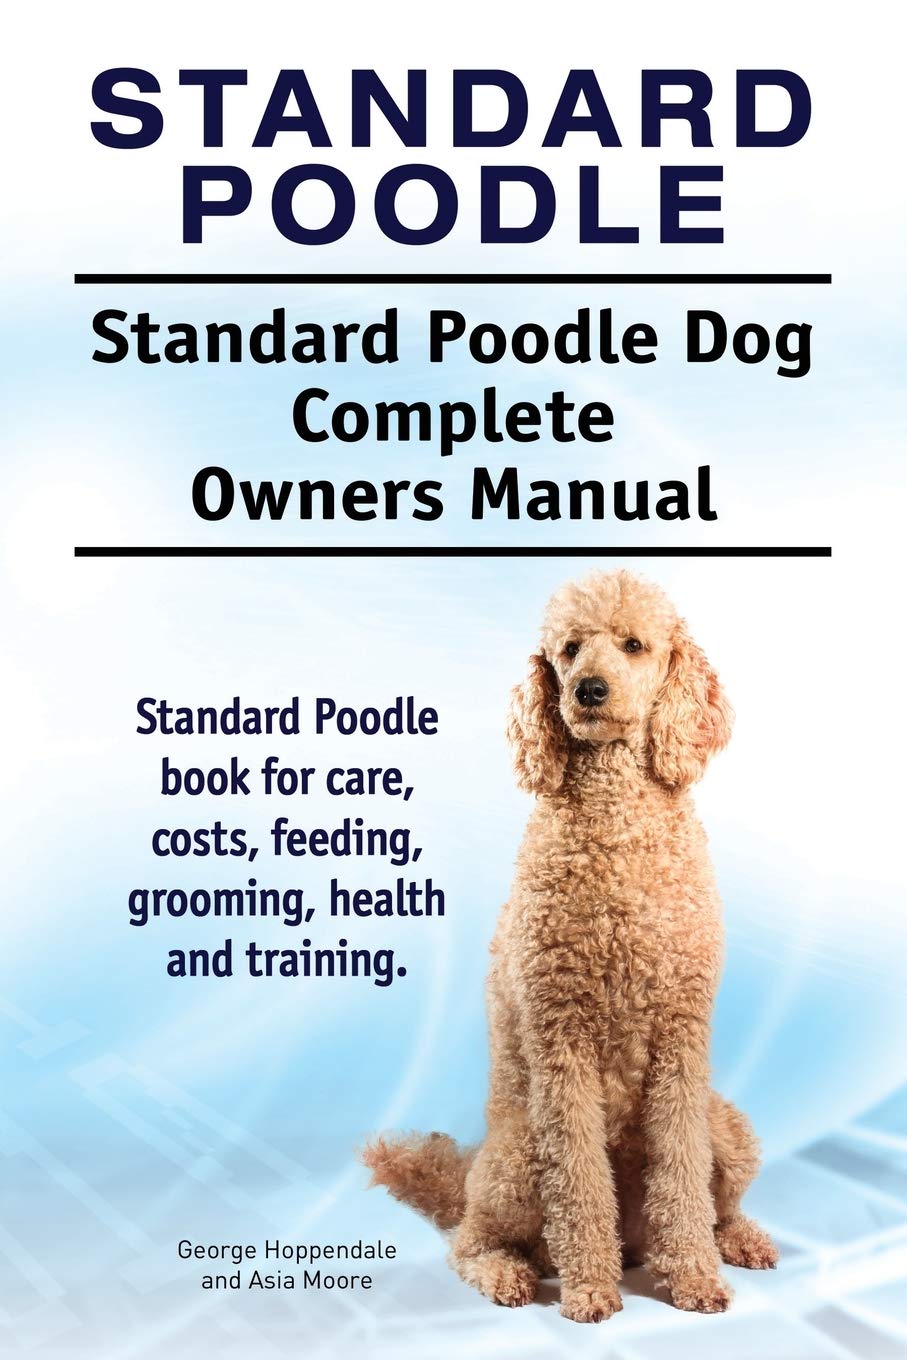 STANDARD
POODLE
Standard Poodle Dog
Complete
Owners Manual
Standard Poodle
book for care,
costs, feeding,
grooming, health
and training.
George Hoppendale
and Asia Moore